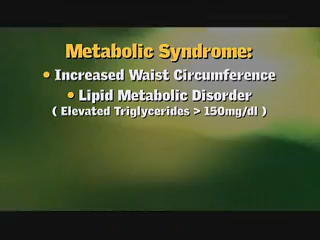 Metabolic Syndrome:
• Increased Waist Circumference
• Lipid Metabolic Disorder
( Elevated Triglycerides > 150mg/dl )